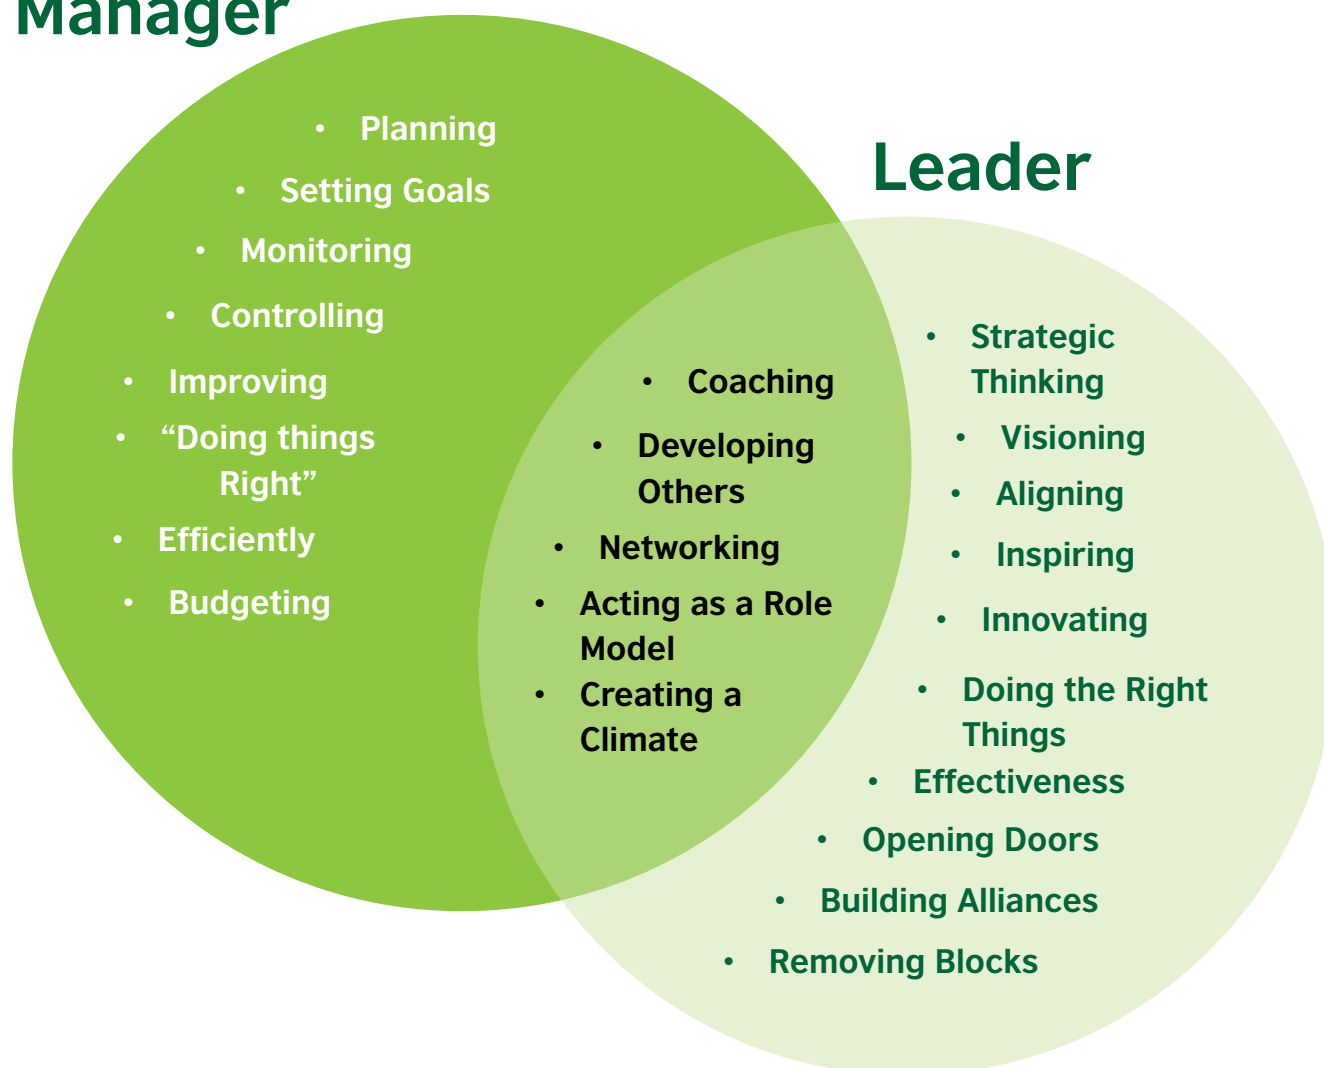 Manager
• Planning
• Setting Goals
• Monitoring
• Controlling
• Improving
• “Doing things
Right”
• Efficiently
• Budgeting
• Coaching
• Developing
Others
• Networking
• Acting as a Role
Model
• Creating a
Climate
Leader
• Strategic
Thinking
• Visioning
• Aligning
• Inspiring
• Innovating
• Doing the Right
Things
• Effectiveness
• Opening Doors
• Building Alliances
• Removing Blocks